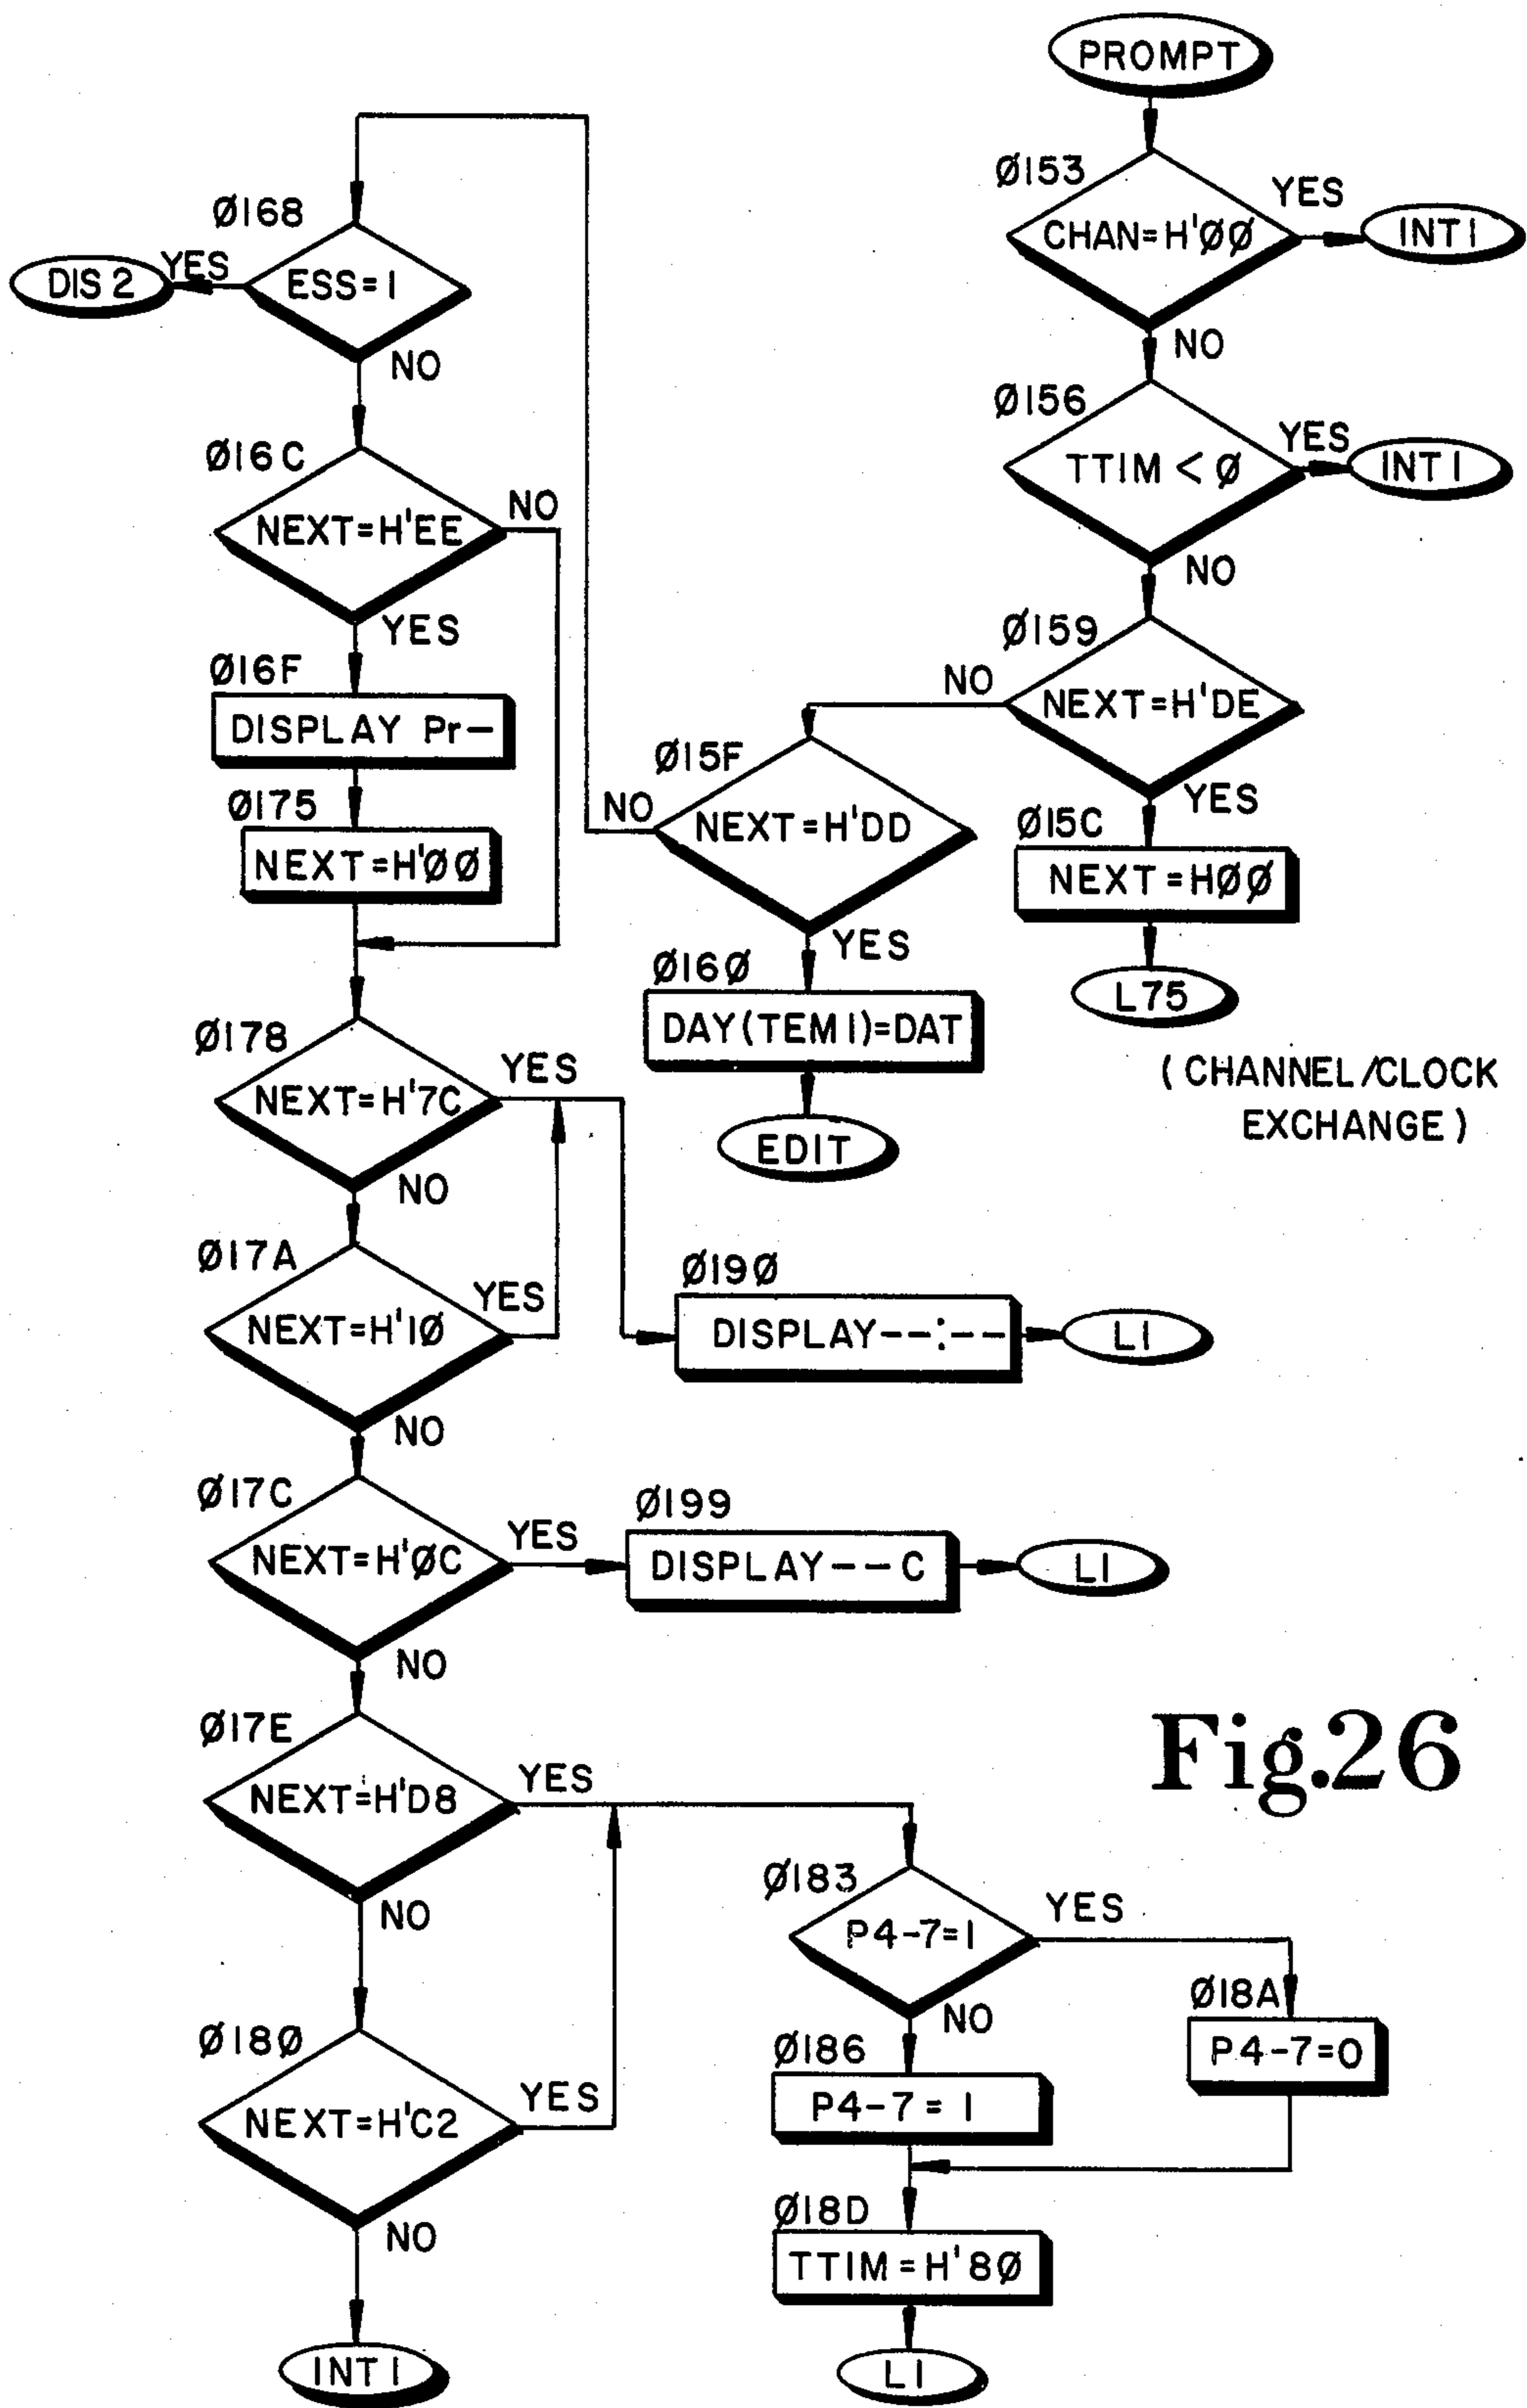 PROMPT
Ø153
CHAN=H'ØØ
YES
INT1
NO
Ø156
TTIM < Ø
YES
INT1
NO
Ø159
NEXT=H'DE
NO
YES
Ø15C
NEXT=HØØ
L75
(CHANNEL/CLOCK
EXCHANGE)
Ø15F
NEXT=H'DD
NO
YES
Ø16Ø
DAY(TEM1)=DAT
EDIT
Ø168
ESS=1
YES
DIS2
NO
Ø16C
NEXT=H'EE
NO
YES
Ø16F
DISPLAY Pr-
Ø175
NEXT=H'ØØ
Ø178
NEXT=H'7C
YES
NO
Ø17A
NEXT=H'1Ø
YES
NO
Ø19Ø
DISPLAY--:--
L1
Ø17C
NEXT=H'ØC
YES
NO
Ø199
DISPLAY--C
L1
Ø17E
NEXT=H'D8
YES
NO
Ø18Ø
NEXT=H'C2
YES
NO
INT1
Ø183
P4-7=1
YES
NO
Ø18A
P4-7=0
Ø186
P4-7=1
Ø18D
TTIM=H'8Ø
L1
Fig.26